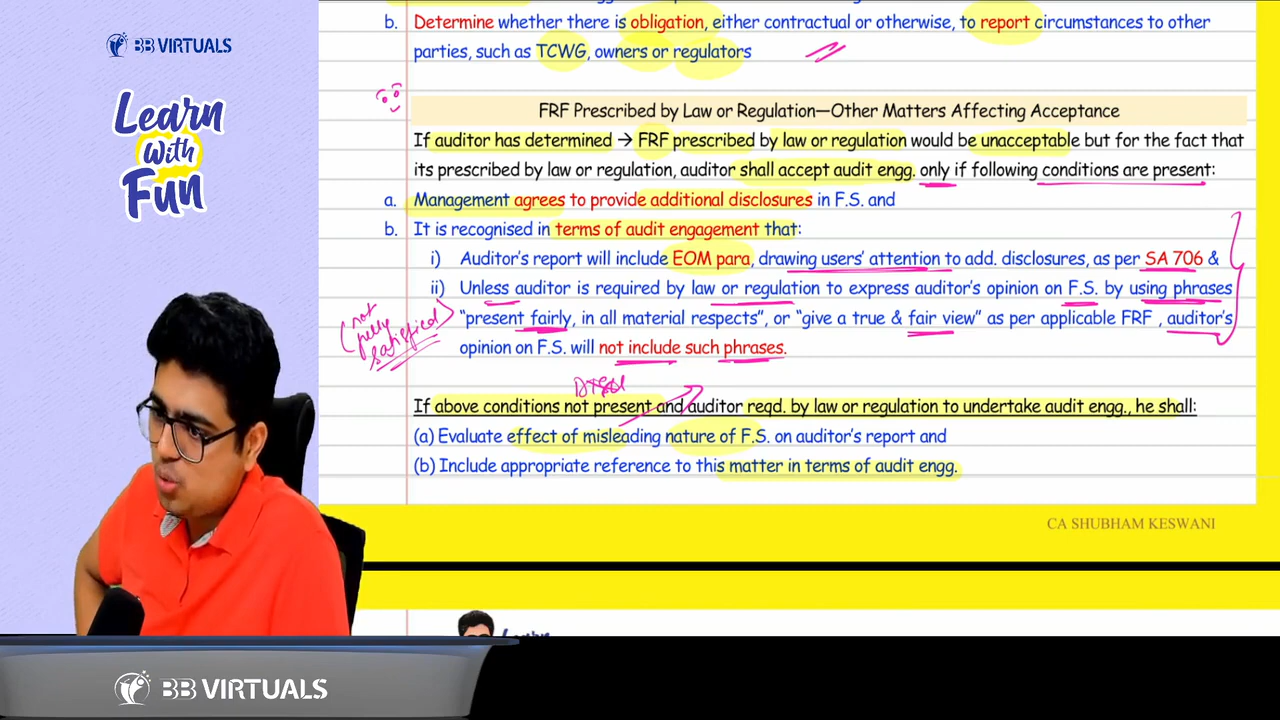 b. Determine whether there is obligation, either contractual or otherwise, to report circumstances to other
parties, such as TCWG, owners or regulators
BB VIRTUALS
Learn
With
Fun
FRF Prescribed by Law or Regulation—Other Matters Affecting Acceptance
If auditor has determined → FRF prescribed by law or regulation would be unacceptable but for the fact that
its prescribed by law or regulation, auditor shall accept audit engg. only if following conditions are present:
a. Management agrees to provide additional disclosures in F.S. and
b. It is recognised in terms of audit engagement that:
i) Auditor's report will include EOM para, drawing users' attention to add. disclosures, as per SA 706 &
ii) Unless auditor is required by law or regulation to express auditor's opinion on F.S. by using phrases
"present fairly, in all material respects", or "give a true & fair view" as per applicable FRF , auditor's
opinion on F.S. will not include such phrases.
(not
fully
satisfied)
If above conditions not present and auditor reqd. by law or regulation to undertake audit engg., he shall:
(a) Evaluate effect of misleading nature of F.S. on auditor's report and
(b) Include appropriate reference to this matter in terms of audit engg.
CA SHUBHAM KESWANI
Learn
BB VIRTUALS